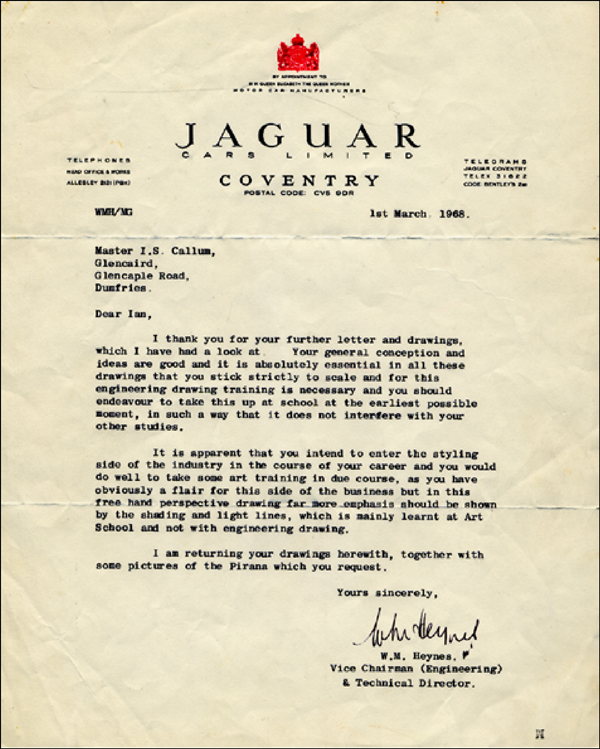 BY APPOINTMENT TO
H M QUEEN ELIZABETH THE QUEEN MOTHER
MOTOR CAR MANUFACTURERS
JAGUAR
CARS LIMITED
COVENTRY
POSTAL CODE: CV5 9DR
TELEPHONES
HEAD OFFICE & WORKS
ALLESLEY 2121 (PBX)
TELEGRAMS
JAGUAR COVENTRY
TELEX 31622
CODE: BENTLEY'S 2ND
WMH/MG
1st March. 1968.
Master I.S. Callum,
Glencaird,
Glencaple Road,
Dumfries.
Dear Ian,
I thank you for your further letter and drawings,
which I have had a look at. Your general conception and
ideas are good and it is absolutely essential in all these
drawings that you stick strictly to scale and for this
engineering drawing training is necessary and you should
endeavour to take this up at school at the earliest possible
moment, in such a way that it does not interfere with your
other studies.
It is apparent that you intend to enter the styling
side of the industry in the course of your career and you would
do well to take some art training in due course, as you have
obviously a flair for this side of the business but in this
free hand perspective drawing far more emphasis should be shown
by the shading and light lines, which is mainly learnt at Art
School and not with engineering drawing.
I am returning your drawings herewith, together with
some pictures of the Pirana which you request.
Yours sincerely,
Wm Heynes
W.M. Heynes,
Vice Chairman (Engineering)
& Technical Director.